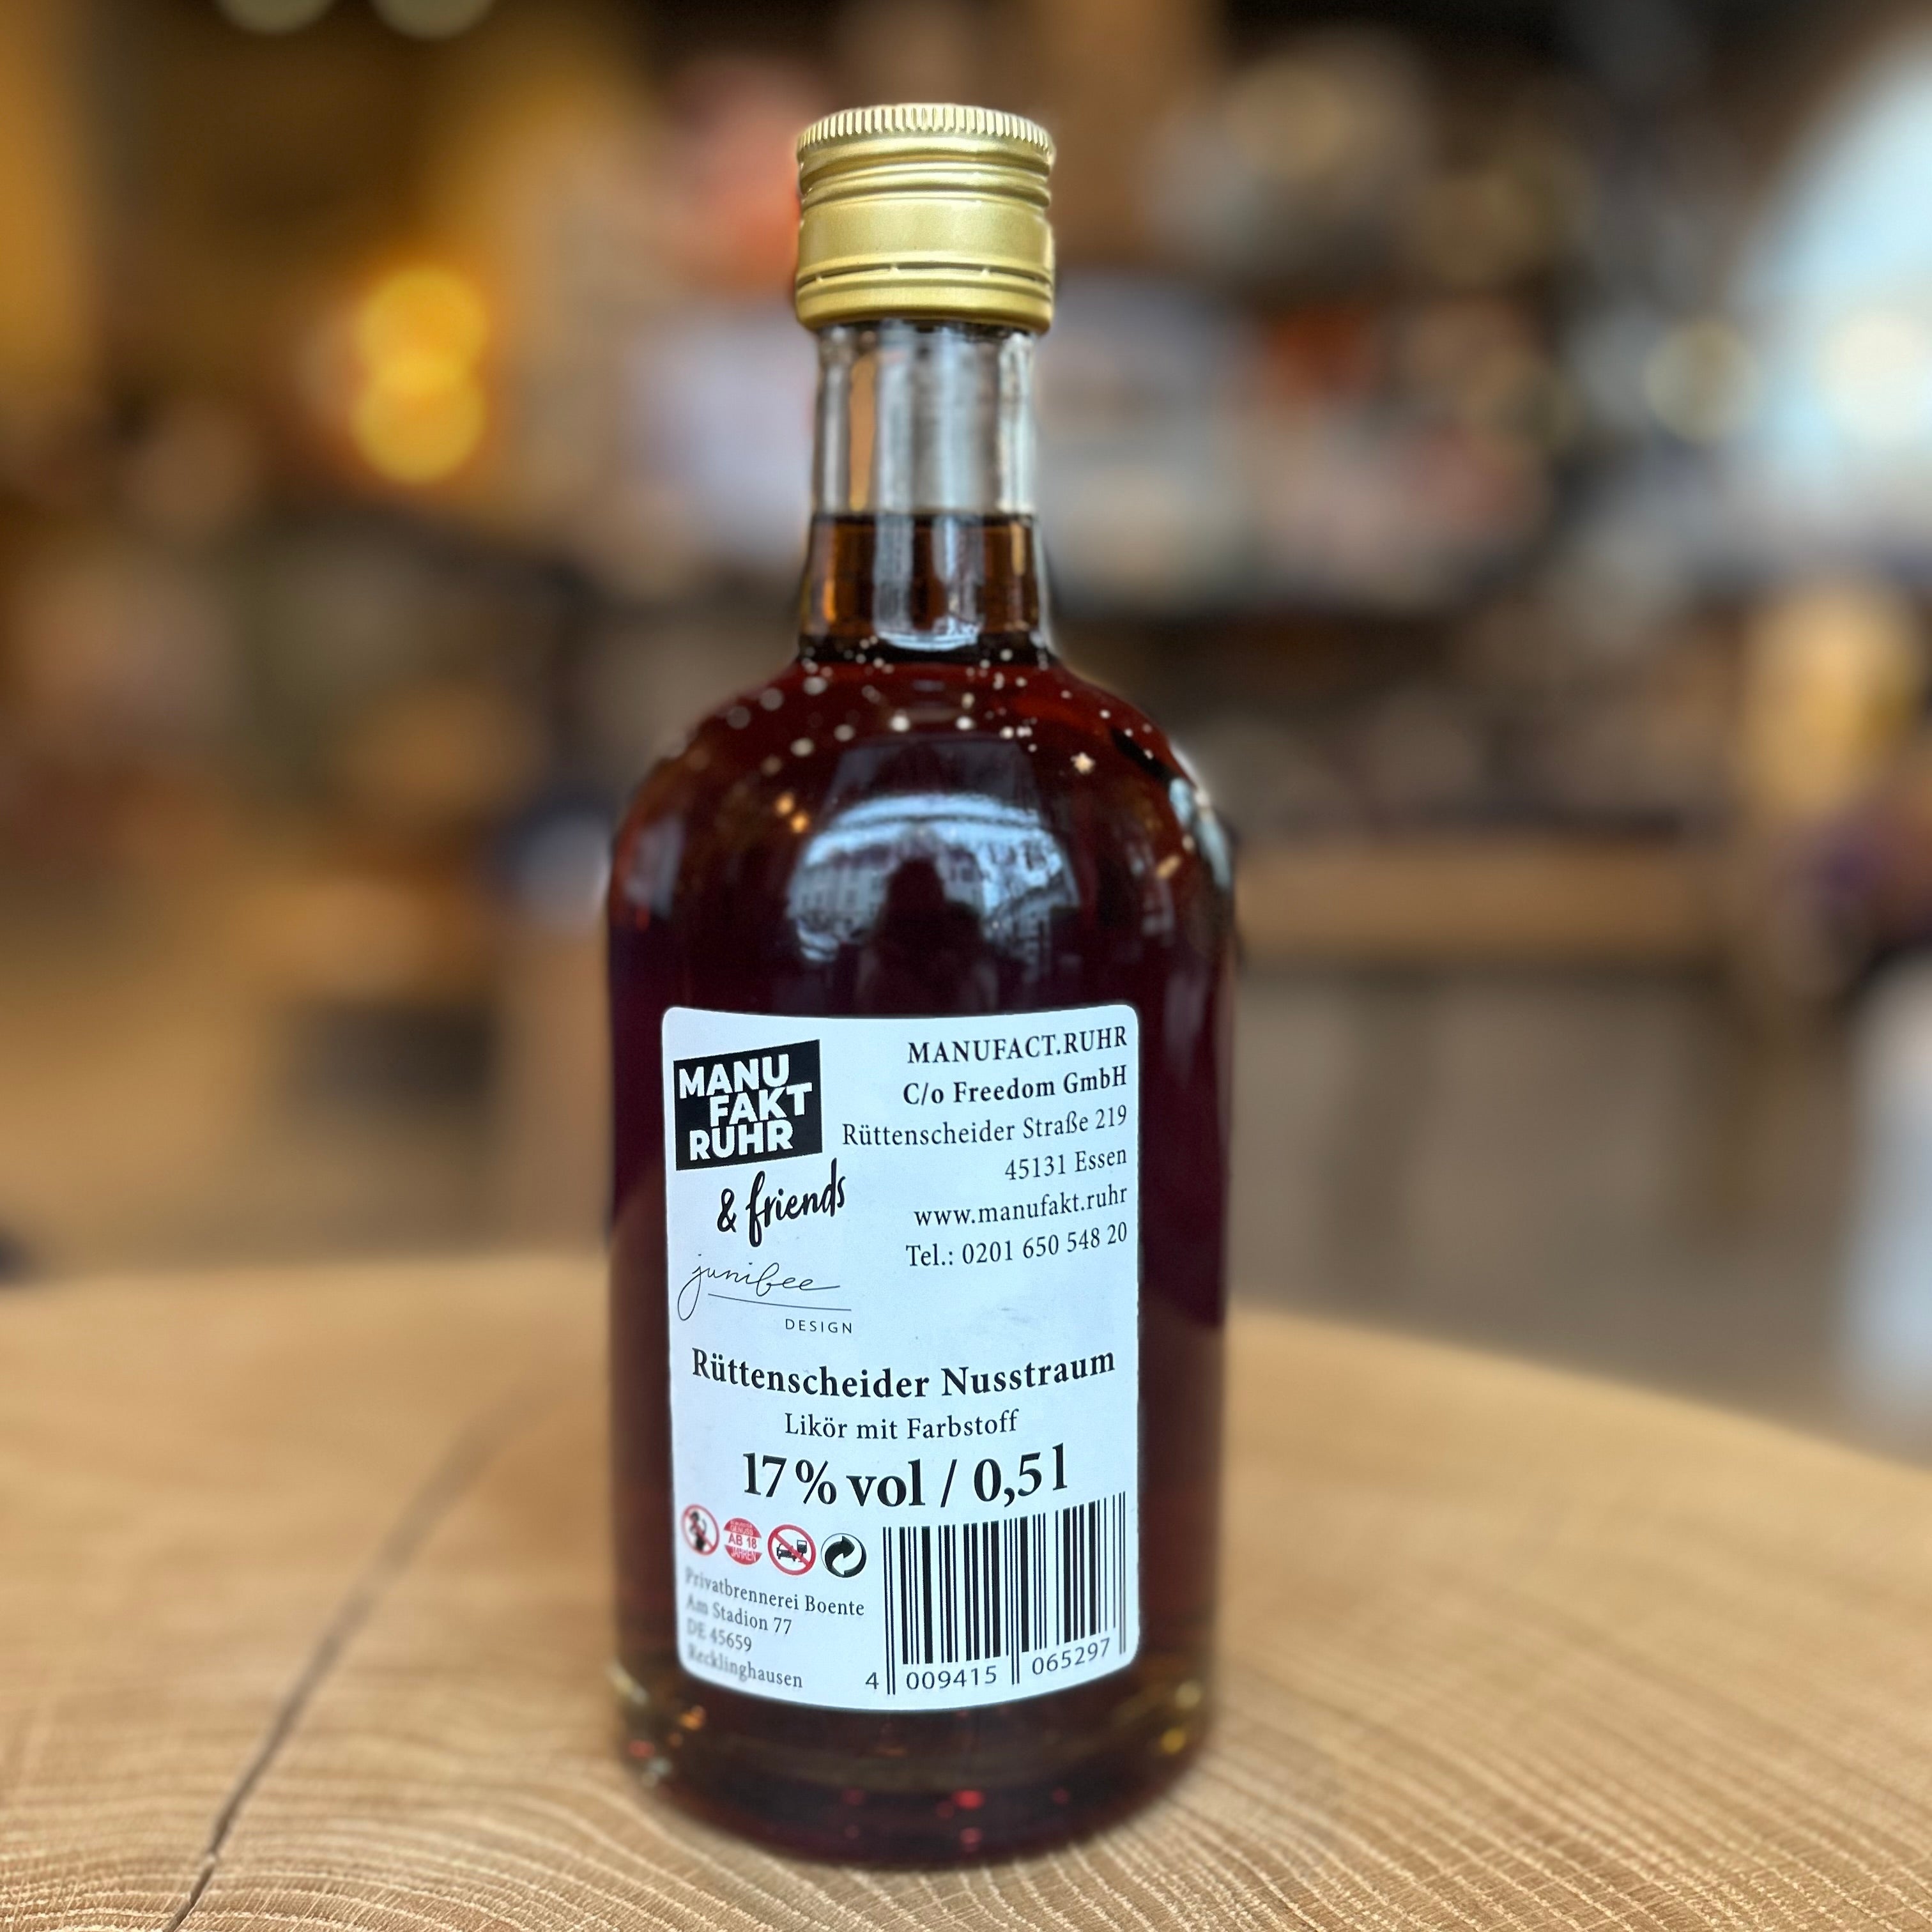 MANU
FAKT
RUHR
& friends
junibee
DESIGN
MANUFACT.RUHR
C/o Freedom GmbH
Rüttenscheider Straße 219
45131 Essen
www.manufakt.ruhr
Tel.: 0201 650 548 20
Rüttenscheider Nusstraum
Likör mit Farbstoff
17% vol / 0,5 l
GENUSS
AB 18
JAHREN
Privatbrennerei Boente
Am Stadion 77
DE 45659
Recklinghausen
4 009415 065297